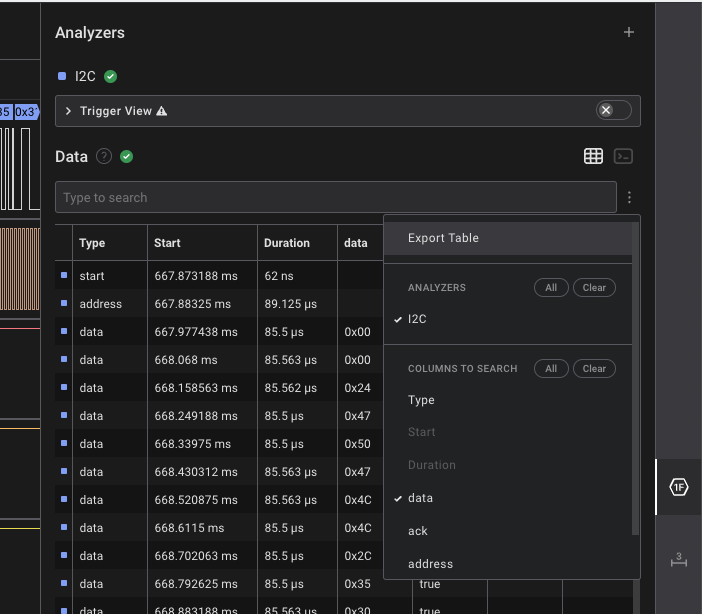 Analyzers
I2C
35 0x3
Trigger View
Data
Type to search
Type Start Duration data
Export Table
start 667.873188 ms 62 ns
ANALYZERS All Clear
address 667.88325 ms 89.125 µs
I2C
data 667.977438 ms 85.5 µs 0x00
data 668.068 ms 85.563 µs 0x00
COLUMNS TO SEARCH All Clear
data 668.158563 ms 85.562 µs 0x24
Type
data 668.249188 ms 85.5 µs 0x47
Start
data 668.33975 ms 85.5 µs 0x50
Duration
data 668.430312 ms 85.563 µs 0x47
data 668.520875 ms 85.563 µs 0x4C
data
data 668.6115 ms 85.5 µs 0x4C
ack
data 668.702063 ms 85.5 µs 0x2C
address
data 668.792625 ms 85.5 µs 0x35 true
data 668.883188 ms 85.563 µs 0x30 true
1F
3